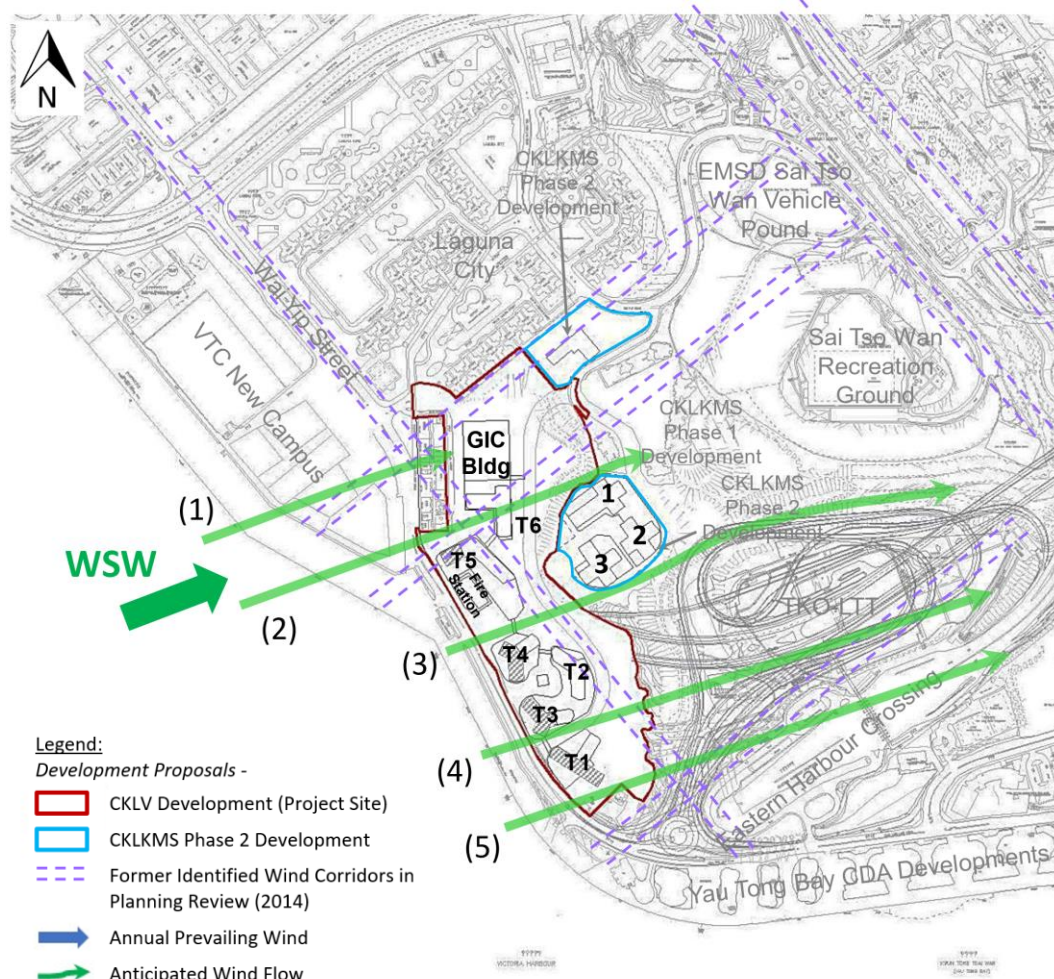 N
CKLKMS
Phase 2
Development
EMSD Sai Tso
Wan Vehicle
Pound
Laguna
City
Wai Yip Street
VTC New Campus
Sai Tso Wan
Recreation
Ground
CKLKMS
Phase 1
Development
CKLKMS
Phase 2
Development
GIC
Bldg
(1)
WSW
(2)
T6
T5
Fire
Station
1
2
3
(3)
TKO-LTT
T4
T2
T3
T1
(4)
(5)
Eastern Harbour Crossing
Yau Tong Bay CDA Developments
Legend:
Development Proposals -
CKLV Development (Project Site)
CKLKMS Phase 2 Development
Former Identified Wind Corridors in
Planning Review (2014)
Annual Prevailing Wind
Anticipated Wind Flow
VICTORIA HARBOUR